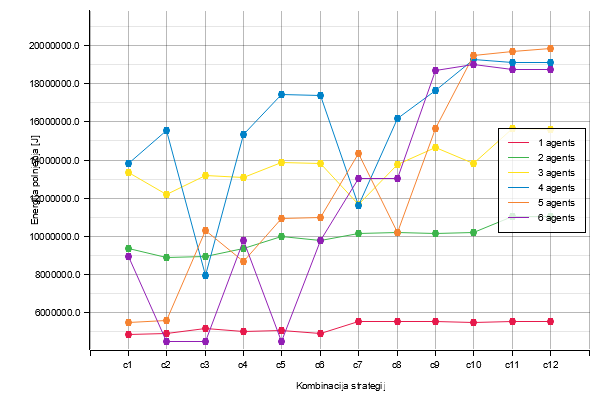 20000000.0
18000000.0
16000000.0
14000000.0
12000000.0
10000000.0
8000000.0
6000000.0
Energija polnjenja [J]
1 agents
2 agents
3 agents
4 agents
5 agents
6 agents
c1 c2 c3 c4 c5 c6 c7 c8 c9 c10 c11 c12
Kombinacija strategij